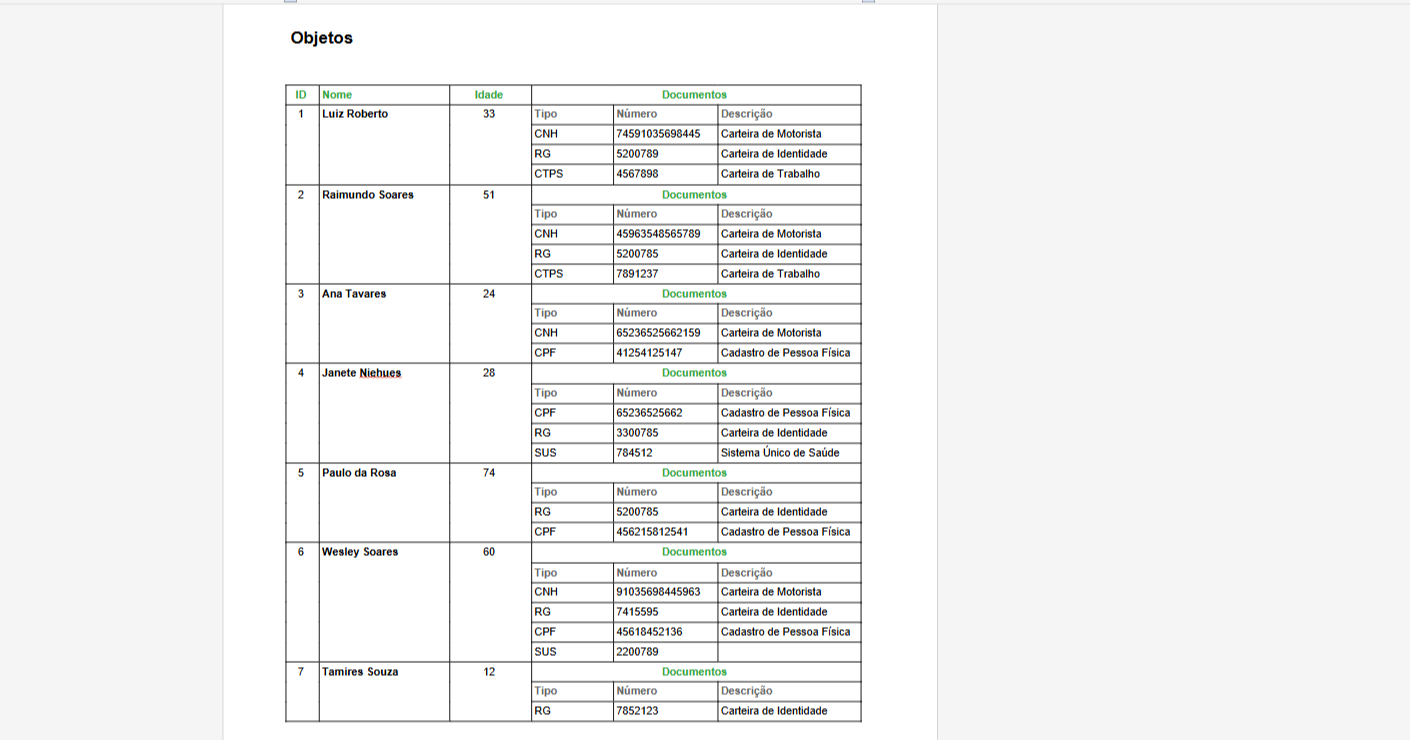 Objetos
ID Nome Idade Documentos
1 Luiz Roberto 33 Tipo Número Descrição
CNH 74591035698445 Carteira de Motorista
RG 5200789 Carteira de Identidade
CTPS 4567898 Carteira de Trabalho
2 Raimundo Soares 51 Documentos
Tipo Número Descrição
CNH 45963548565789 Carteira de Motorista
RG 5200785 Carteira de Identidade
CTPS 7891237 Carteira de Trabalho
3 Ana Tavares 24 Documentos
Tipo Número Descrição
CNH 65236525662159 Carteira de Motorista
CPF 41254125147 Cadastro de Pessoa Física
4 Janete Niehues 28 Documentos
Tipo Número Descrição
CPF 65236525662 Cadastro de Pessoa Física
RG 3300785 Carteira de Identidade
SUS 784512 Sistema Único de Saúde
5 Paulo da Rosa 74 Documentos
Tipo Número Descrição
RG 5200785 Carteira de Identidade
CPF 456215812541 Cadastro de Pessoa Física
6 Wesley Soares 60 Documentos
Tipo Número Descrição
CNH 91035698445963 Carteira de Motorista
RG 7415595 Carteira de Identidade
CPF 45618452136 Cadastro de Pessoa Física
SUS 2200789
7 Tamires Souza 12 Documentos
Tipo Número Descrição
RG 7852123 Carteira de Identidade